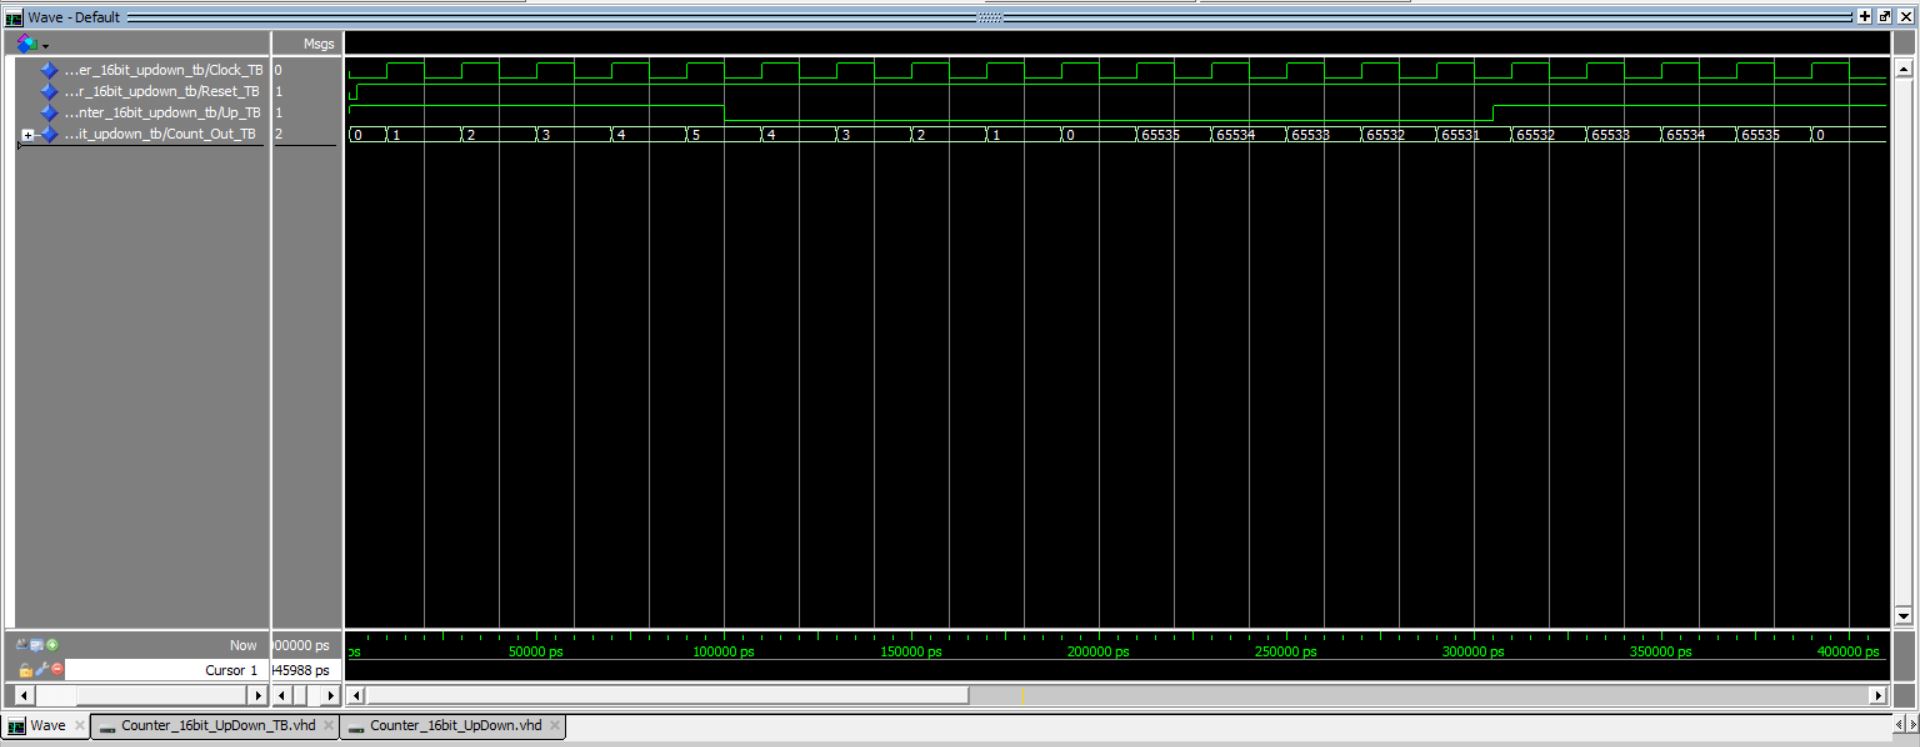 Wave - Default
Msgs
...er_16bit_updown_tb/Clock_TB 0
...r_16bit_updown_tb/Reset_TB 1
...nter_16bit_updown_tb/Up_TB 1
...it_updown_tb/Count_Out_TB 2
0 1 2 3 4 5 4 3 2 1 0 65535 65534 65533 65532 65531 65532 65533 65534 65535 0
Now 00000 ps
ps 50000 ps 100000 ps 150000 ps 200000 ps 250000 ps 300000 ps 350000 ps 400000 ps
Cursor 1 45988 ps
Wave Counter_16bit_UpDown_TB.vhd Counter_16bit_UpDown.vhd